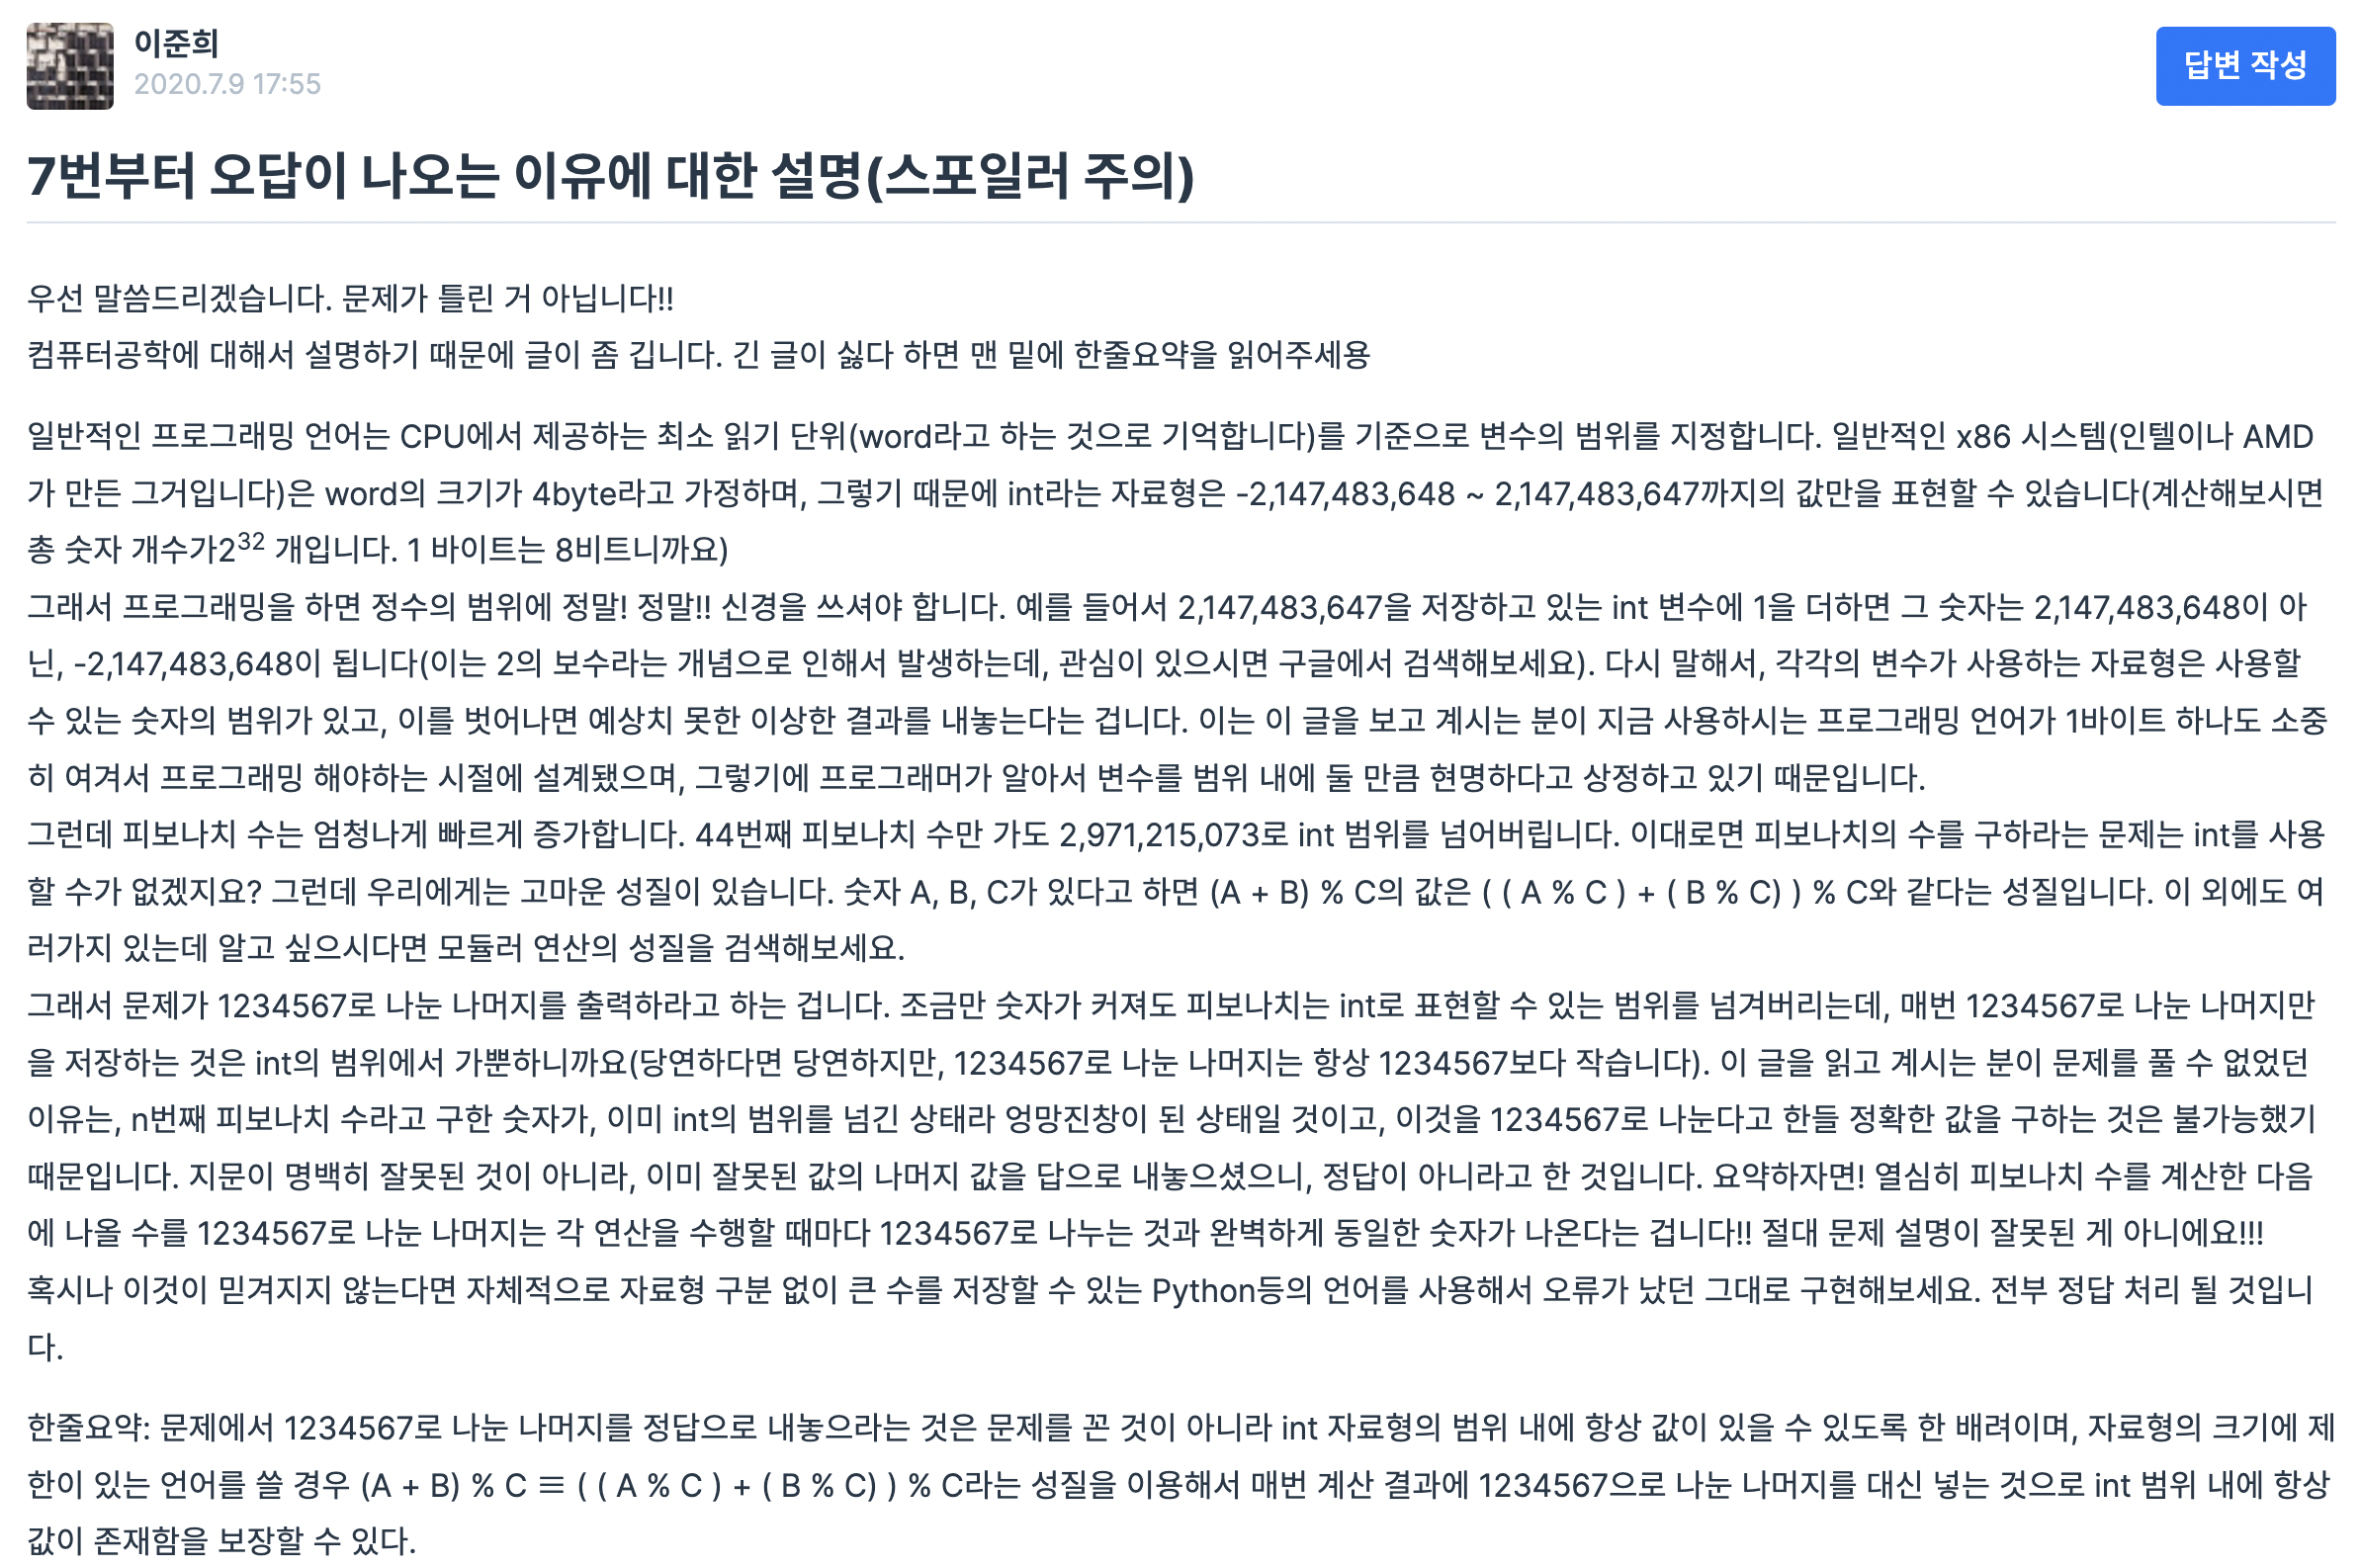 이준희
2020.7.9 17:55
답변 작성
7번부터 오답이 나오는 이유에 대한 설명(스포일러 주의)
우선 말씀드리겠습니다. 문제가 틀린 거 아닙니다!!
컴퓨터공학에 대해서 설명하기 때문에 글이 좀 깁니다. 긴 글이 싫다 하면 맨 밑에 한줄요약을 읽어주세용
일반적인 프로그래밍 언어는 CPU에서 제공하는 최소 읽기 단위(word라고 하는 것으로 기억합니다)를 기준으로 변수의 범위를 지정합니다. 일반적인 x86 시스템(인텔이나 AMD
가 만든 그거입니다)은 word의 크기가 4byte라고 가정하며, 그렇기 때문에 int라는 자료형은 -2,147,483,648 ~ 2,147,483,647까지의 값만을 표현할 수 있습니다(계산해보시면
총 숫자 개수가2³² 개입니다. 1 바이트는 8비트니까요)
그래서 프로그래밍을 하면 정수의 범위에 정말! 정말!! 신경을 쓰셔야 합니다. 예를 들어서 2,147,483,647을 저장하고 있는 int 변수에 1을 더하면 그 숫자는 2,147,483,648이 아
닌, -2,147,483,648이 됩니다(이는 2의 보수라는 개념으로 인해서 발생하는데, 관심이 있으시면 구글에서 검색해보세요). 다시 말해서, 각각의 변수가 사용하는 자료형은 사용할
수 있는 숫자의 범위가 있고, 이를 벗어나면 예상치 못한 이상한 결과를 내놓는다는 겁니다. 이는 이 글을 보고 계시는 분이 지금 사용하시는 프로그래밍 언어가 1바이트 하나도 소중
히 여겨서 프로그래밍 해야하는 시절에 설계됐으며, 그렇기에 프로그래머가 알아서 변수를 범위 내에 둘 만큼 현명하다고 상정하고 있기 때문입니다.
그런데 피보나치 수는 엄청나게 빠르게 증가합니다. 44번째 피보나치 수만 가도 2,971,215,073로 int 범위를 넘어버립니다. 이대로면 피보나치의 수를 구하라는 문제는 int를 사용
할 수가 없겠지요? 그런데 우리에게는 고마운 성질이 있습니다. 숫자 A, B, C가 있다고 하면 (A + B) % C의 값은 ( ( A % C ) + ( B % C) ) % C와 같다는 성질입니다. 이 외에도 여
러가지 있는데 알고 싶으시다면 모듈러 연산의 성질을 검색해보세요.
그래서 문제가 1234567로 나눈 나머지를 출력하라고 하는 겁니다. 조금만 숫자가 커져도 피보나치는 int로 표현할 수 있는 범위를 넘겨버리는데, 매번 1234567로 나눈 나머지만
을 저장하는 것은 int의 범위에서 가뿐하니까요(당연하다면 당연하지만, 1234567로 나눈 나머지는 항상 1234567보다 작습니다). 이 글을 읽고 계시는 분이 문제를 풀 수 없었던
이유는, n번째 피보나치 수라고 구한 숫자가, 이미 int의 범위를 넘긴 상태라 엉망진창이 된 상태일 것이고, 이것을 1234567로 나눈다고 한들 정확한 값을 구하는 것은 불가능했기
때문입니다. 지문이 명백히 잘못된 것이 아니라, 이미 잘못된 값의 나머지 값을 답으로 내놓으셨으니, 정답이 아니라고 한 것입니다. 요약하자면! 열심히 피보나치 수를 계산한 다음
에 나올 수를 1234567로 나눈 나머지는 각 연산을 수행할 때마다 1234567로 나누는 것과 완벽하게 동일한 숫자가 나온다는 겁니다!! 절대 문제 설명이 잘못된 게 아니에요!!!
혹시나 이것이 믿겨지지 않는다면 자체적으로 자료형 구분 없이 큰 수를 저장할 수 있는 Python등의 언어를 사용해서 오류가 났던 그대로 구현해보세요. 전부 정답 처리 될 것입니
다.
한줄요약: 문제에서 1234567로 나눈 나머지를 정답으로 내놓으라는 것은 문제를 꼰 것이 아니라 int 자료형의 범위 내에 항상 값이 있을 수 있도록 한 배려이며, 자료형의 크기에 제
한이 있는 언어를 쓸 경우 (A + B) % C ≡ ( ( A % C ) + ( B % C) ) % C라는 성질을 이용해서 매번 계산 결과에 1234567으로 나눈 나머지를 대신 넣는 것으로 int 범위 내에 항상
값이 존재함을 보장할 수 있다.